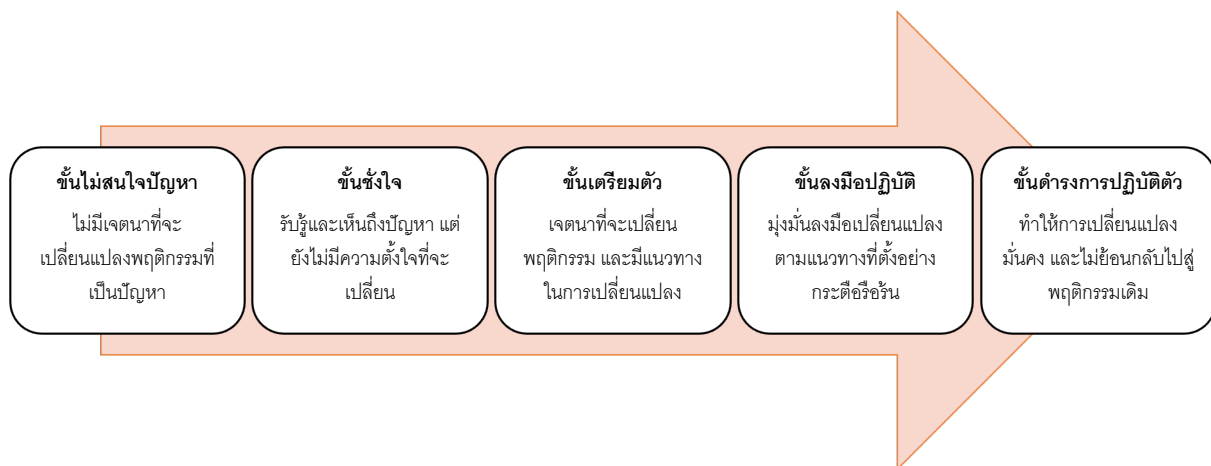 ขั้นไม่สนใจปัญหา
ไม่มีเจตนาที่จะ
เปลี่ยนแปลงพฤติกรรมที่
เป็นปัญหา
ขั้นชั่งใจ
รับรู้และเห็นถึงปัญหา แต่
ยังไม่มีความตั้งใจที่จะ
เปลี่ยน
ขั้นเตรียมตัว
เจตนาที่จะเปลี่ยน
พฤติกรรม และมีแนวทาง
ในการเปลี่ยนแปลง
ขั้นลงมือปฏิบัติ
มุ่งมั่นลงมือเปลี่ยนแปลง
ตามแนวทางที่ตั้งอย่าง
กระตือรือร้น
ขั้นดำรงการปฏิบัติตัว
ทำให้การเปลี่ยนแปลง
มั่นคง และไม่ย้อนกลับไปสู่
พฤติกรรมเดิม